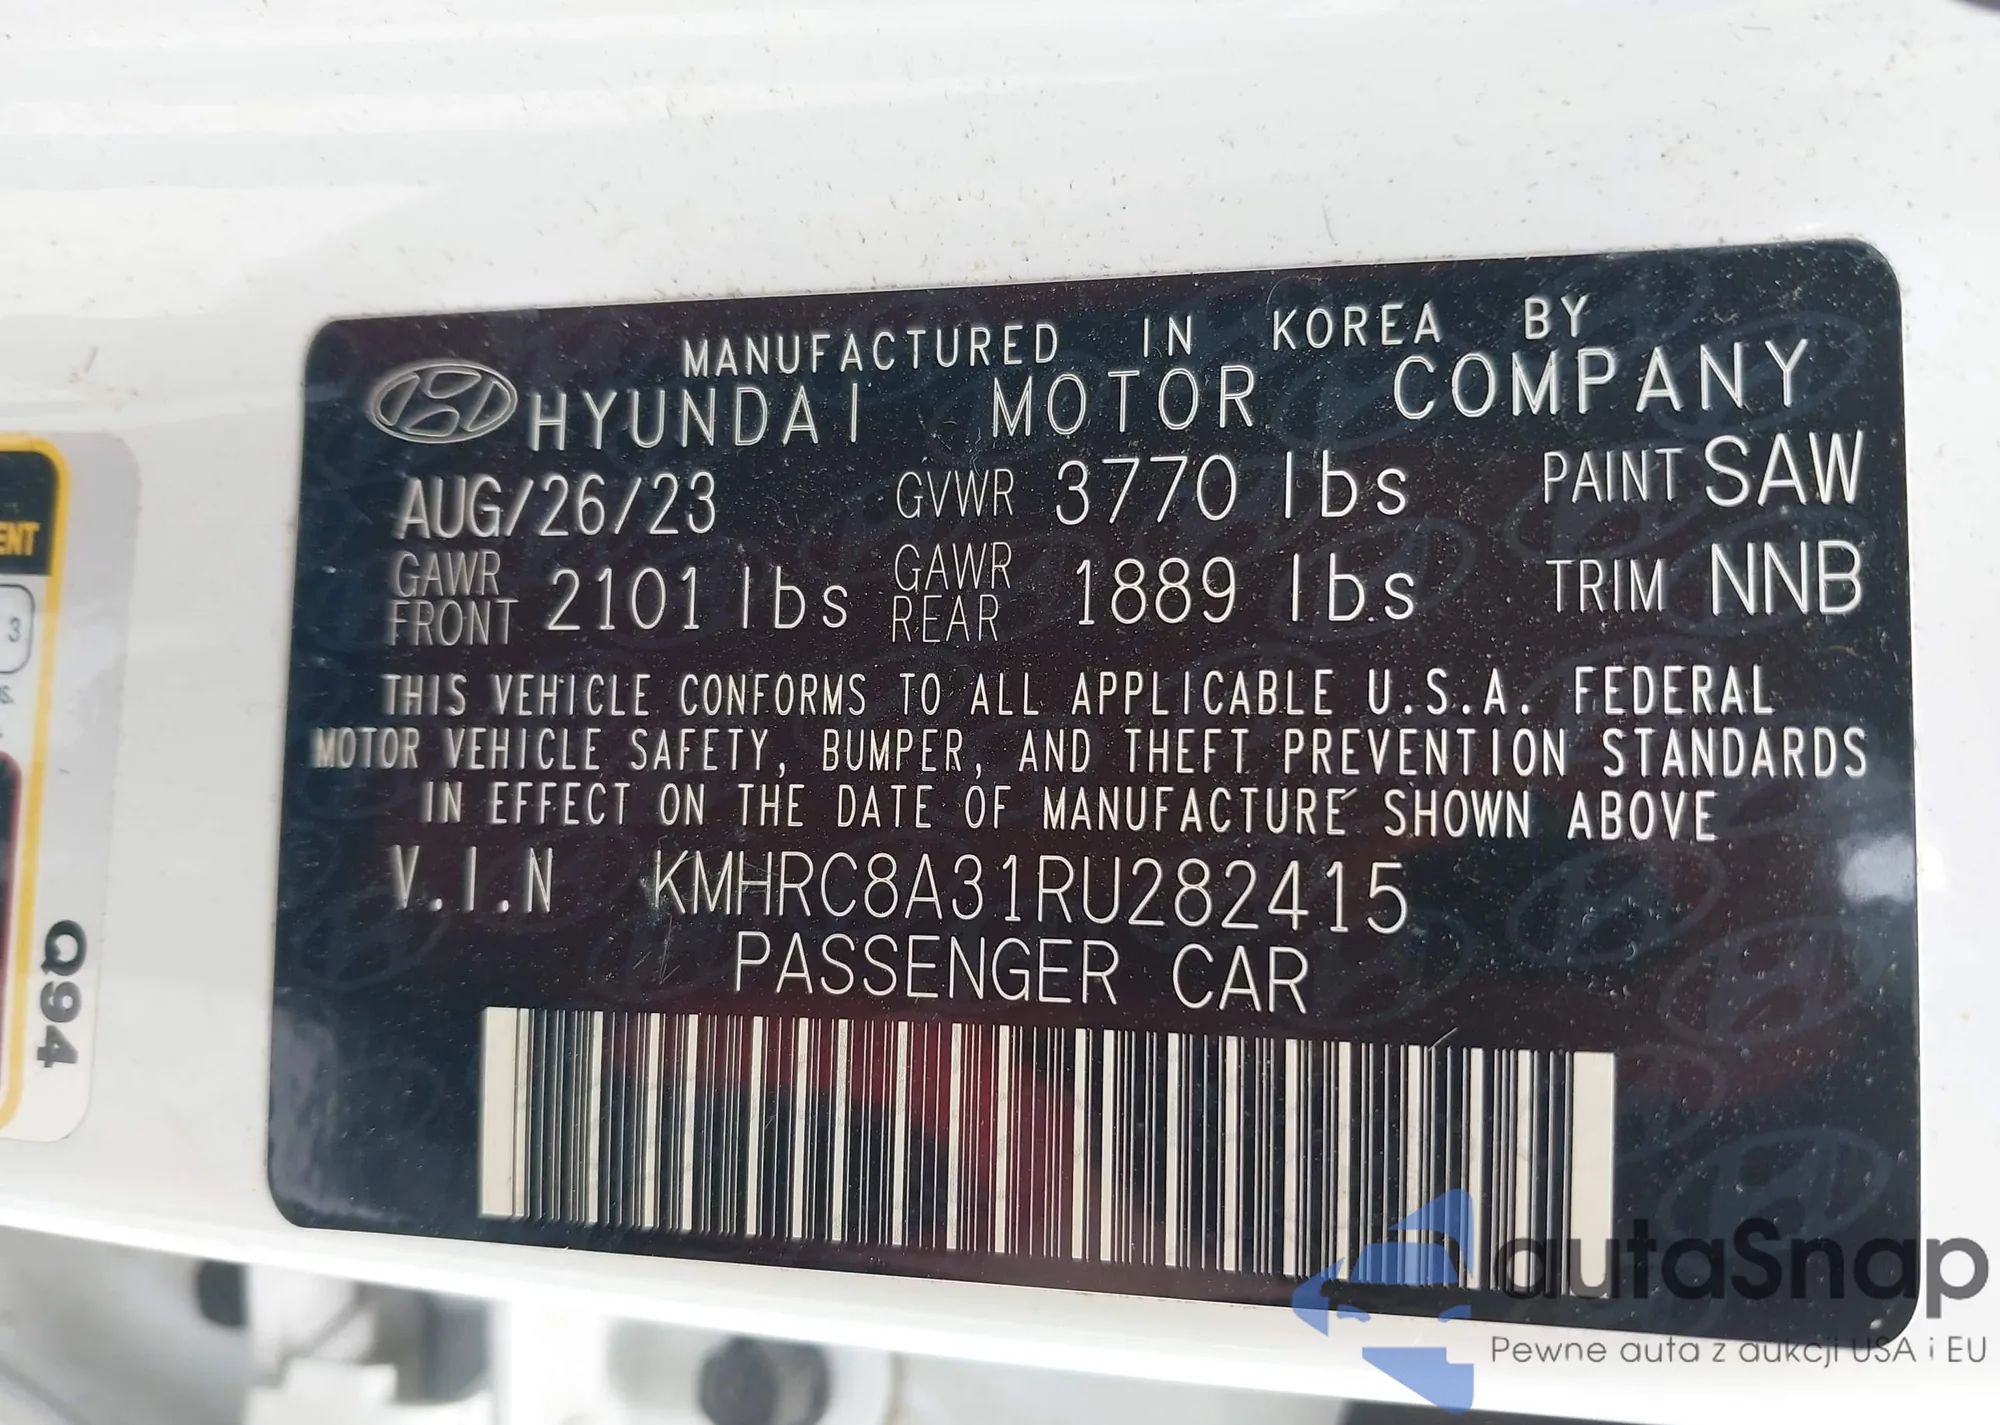 MANUFACTURED IN KOREA BY
HYUNDAI MOTOR COMPANY
AUG/26/23 GVWR 3770 lbs PAINT SAW
GAWR FRONT 2101 lbs GAWR REAR 1889 lbs TRIM NNB
THIS VEHICLE CONFORMS TO ALL APPLICABLE U.S.A. FEDERAL
MOTOR VEHICLE SAFETY, BUMPER, AND THEFT PREVENTION STANDARDS
IN EFFECT ON THE DATE OF MANUFACTURE SHOWN ABOVE
V.I.N KMHRC8A31RU282415
PASSENGER CAR
3
Q94
autaSnap
Pewne auta z aukcji USA i EU